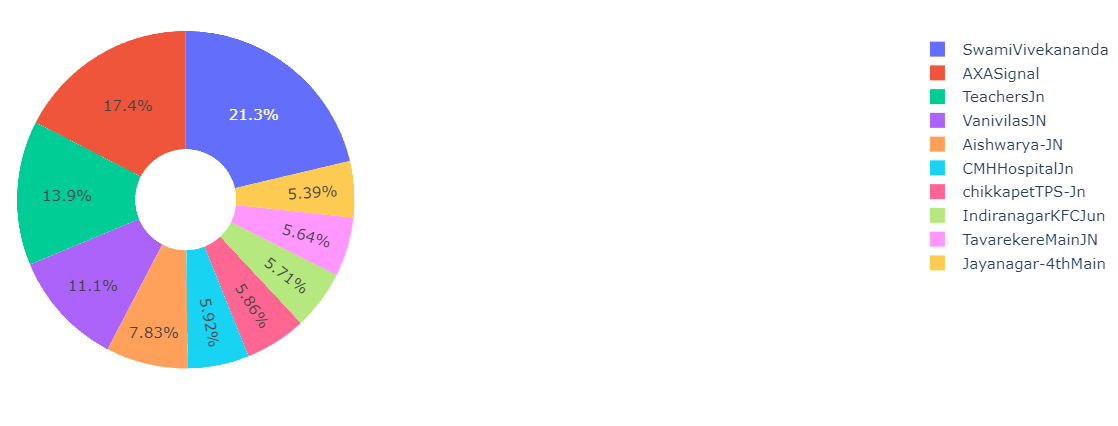 21.3%
17.4%
13.9%
11.1%
7.83%
5.92%
5.86%
5.71%
5.64%
5.39%
SwamiVivekananda
AXASignal
TeachersJn
VanivilasJN
Aishwarya-JN
CMHHospitalJn
chikkapetTPS-Jn
IndiranagarKFCJun
TavarekereMainJN
Jayanagar-4thMain